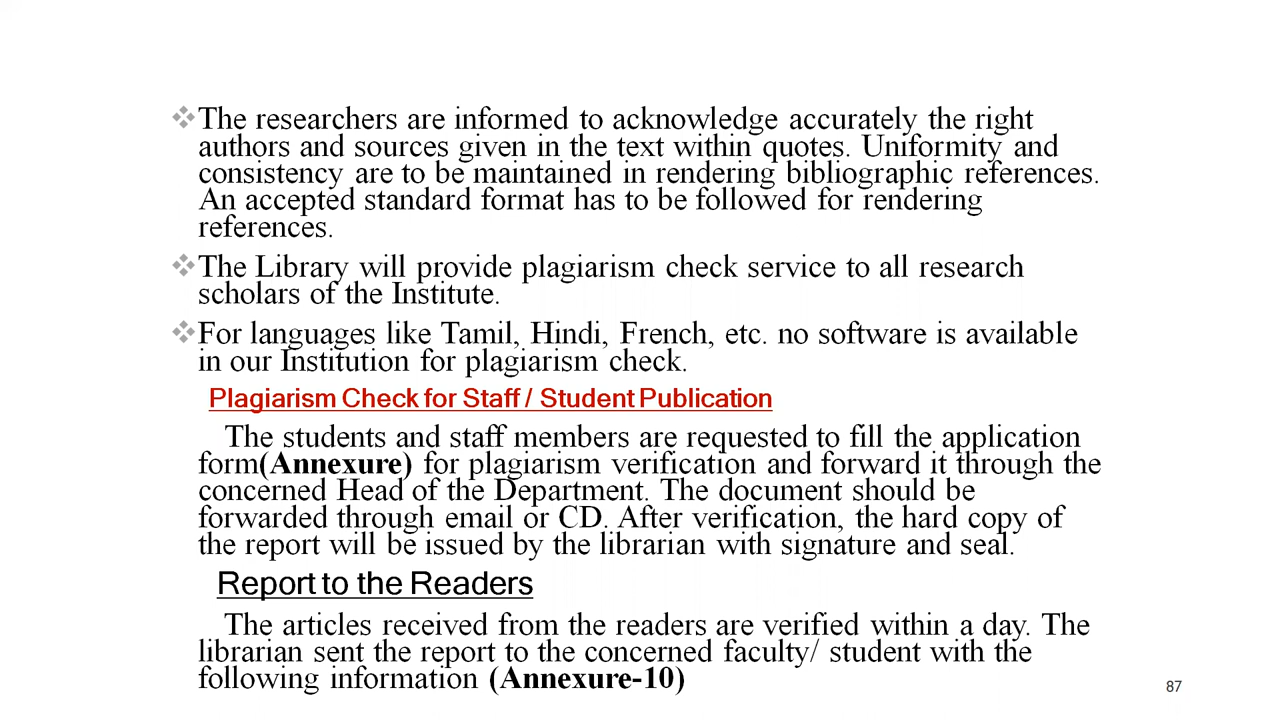 ❖The researchers are informed to acknowledge accurately the right
authors and sources given in the text within quotes. Uniformity and
consistency are to be maintained in rendering bibliographic references.
An accepted standard format has to be followed for rendering
references.
❖The Library will provide plagiarism check service to all research
scholars of the Institute.
❖For languages like Tamil, Hindi, French, etc. no software is available
in our Institution for plagiarism check.
Plagiarism Check for Staff / Student Publication
The students and staff members are requested to fill the application
form(Annexure) for plagiarism verification and forward it through the
concerned Head of the Department. The document should be
forwarded through email or CD. After verification, the hard copy of
the report will be issued by the librarian with signature and seal.
Report to the Readers
The articles received from the readers are verified within a day. The
librarian sent the report to the concerned faculty/ student with the
following information (Annexure-10)
87